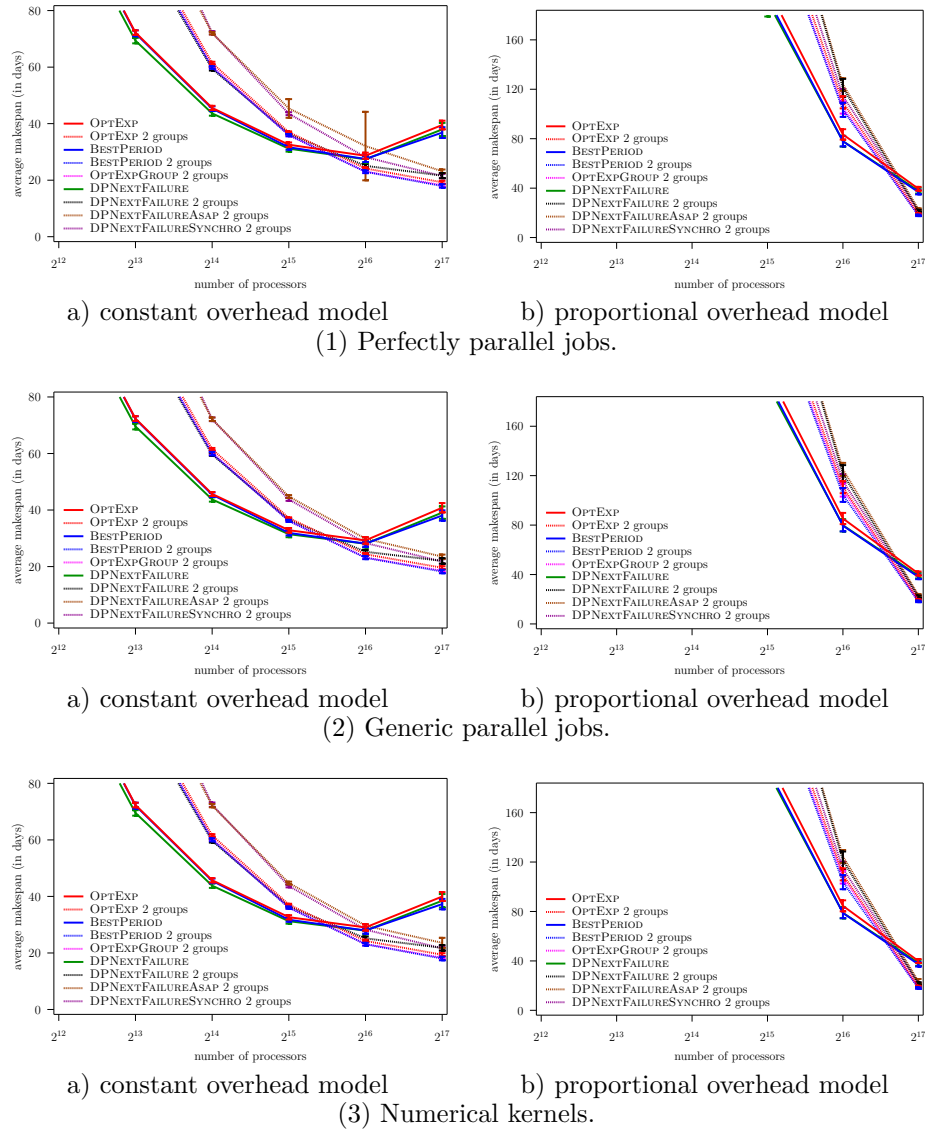 average makespan (in days)
80
60
40
20
0
OPTEXP
OPTEXP 2 groups
BESTPERIOD
BESTPERIOD 2 groups
OPTEXPGROUP 2 groups
DPNEXTFAILURE
DPNEXTFAILURE 2 groups
DPNEXTFAILUREASAP 2 groups
DPNEXTFAILURESYNCHRO 2 groups
2^12 2^13 2^14 2^15 2^16 2^17
number of processors
a) constant overhead model
average makespan (in days)
160
120
80
40
0
OPTEXP
OPTEXP 2 groups
BESTPERIOD
BESTPERIOD 2 groups
OPTEXPGROUP 2 groups
DPNEXTFAILURE
DPNEXTFAILURE 2 groups
DPNEXTFAILUREASAP 2 groups
DPNEXTFAILURESYNCHRO 2 groups
2^12 2^13 2^14 2^15 2^16 2^17
number of processors
b) proportional overhead model
(1) Perfectly parallel jobs.
average makespan (in days)
80
60
40
20
0
OPTEXP
OPTEXP 2 groups
BESTPERIOD
BESTPERIOD 2 groups
OPTEXPGROUP 2 groups
DPNEXTFAILURE
DPNEXTFAILURE 2 groups
DPNEXTFAILUREASAP 2 groups
DPNEXTFAILURESYNCHRO 2 groups
2^12 2^13 2^14 2^15 2^16 2^17
number of processors
a) constant overhead model
average makespan (in days)
160
120
80
40
0
OPTEXP
OPTEXP 2 groups
BESTPERIOD
BESTPERIOD 2 groups
OPTEXPGROUP 2 groups
DPNEXTFAILURE
DPNEXTFAILURE 2 groups
DPNEXTFAILUREASAP 2 groups
DPNEXTFAILURESYNCHRO 2 groups
2^12 2^13 2^14 2^15 2^16 2^17
number of processors
b) proportional overhead model
(2) Generic parallel jobs.
average makespan (in days)
80
60
40
20
0
OPTEXP
OPTEXP 2 groups
BESTPERIOD
BESTPERIOD 2 groups
OPTEXPGROUP 2 groups
DPNEXTFAILURE
DPNEXTFAILURE 2 groups
DPNEXTFAILUREASAP 2 groups
DPNEXTFAILURESYNCHRO 2 groups
2^12 2^13 2^14 2^15 2^16 2^17
number of processors
a) constant overhead model
average makespan (in days)
160
120
80
40
0
OPTEXP
OPTEXP 2 groups
BESTPERIOD
BESTPERIOD 2 groups
OPTEXPGROUP 2 groups
DPNEXTFAILURE
DPNEXTFAILURE 2 groups
DPNEXTFAILUREASAP 2 groups
DPNEXTFAILURESYNCHRO 2 groups
2^12 2^13 2^14 2^15 2^16 2^17
number of processors
b) proportional overhead model
(3) Numerical kernels.